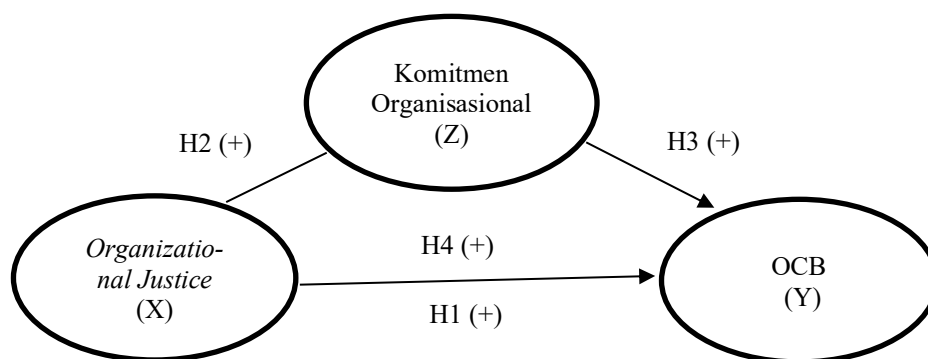 Komitmen
Organisasional
(Z)
H2 (+)
H3 (+)
Organizatio-
nal Justice
(X)
H4 (+)
H1 (+)
OCB
(Y)